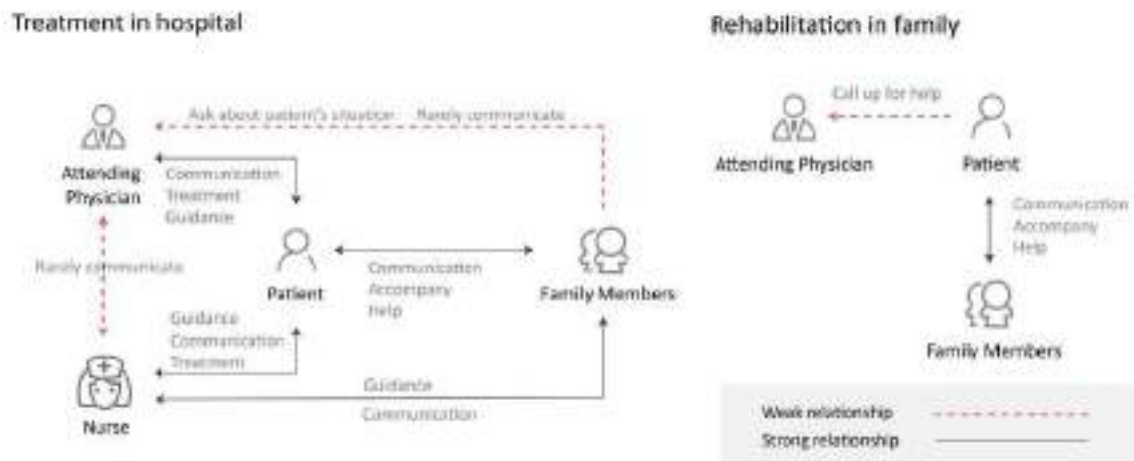 Treatment in hospital
Rehabilitation in family
Ask about patient's situation
Rarely communicate
Attending
Physician
Communication
Treatment
Guidance
Rarely communicate
Patient
Communication
Accompany
Help
Family Members
Guidance
Communication
Treatment
Nurse
Guidance
Communication
Call up for help
Attending Physician
Patient
Communication
Accompany
Help
Family Members
Weak relationship
Strong relationship